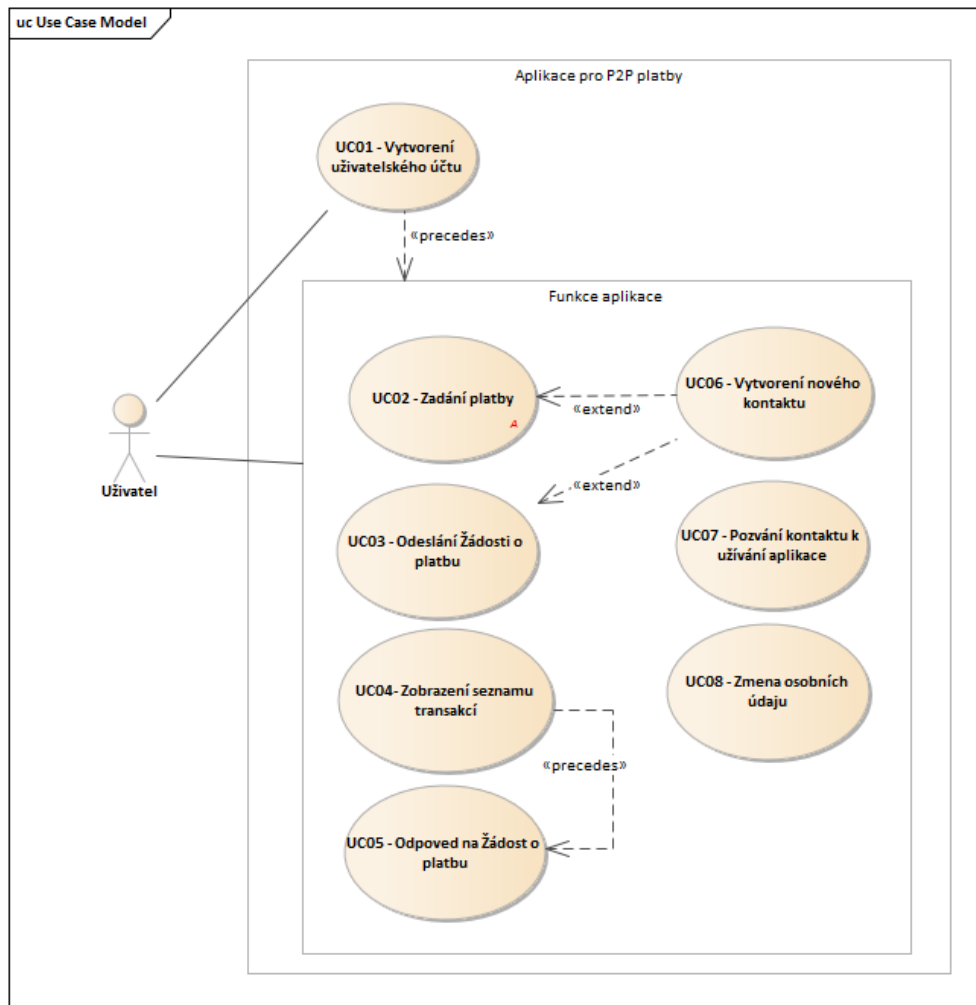 uc Use Case Model
Aplikace pro P2P platby
UC01 - Vytvorení
uživatelského účtu
«precedes»
Funkce aplikace
UC02 - Zadání platby
A
«extend»
UC06 - Vytvorení nového
kontaktu
«extend»
Uživatel
UC03 - Odeslání Žádosti o
platbu
UC07 - Pozvání kontaktu k
užívání aplikace
UC04- Zobrazení seznamu
transakcí
UC08 - Zmena osobních
údaju
«precedes»
UC05 - Odpoved na Žádost o
platbu